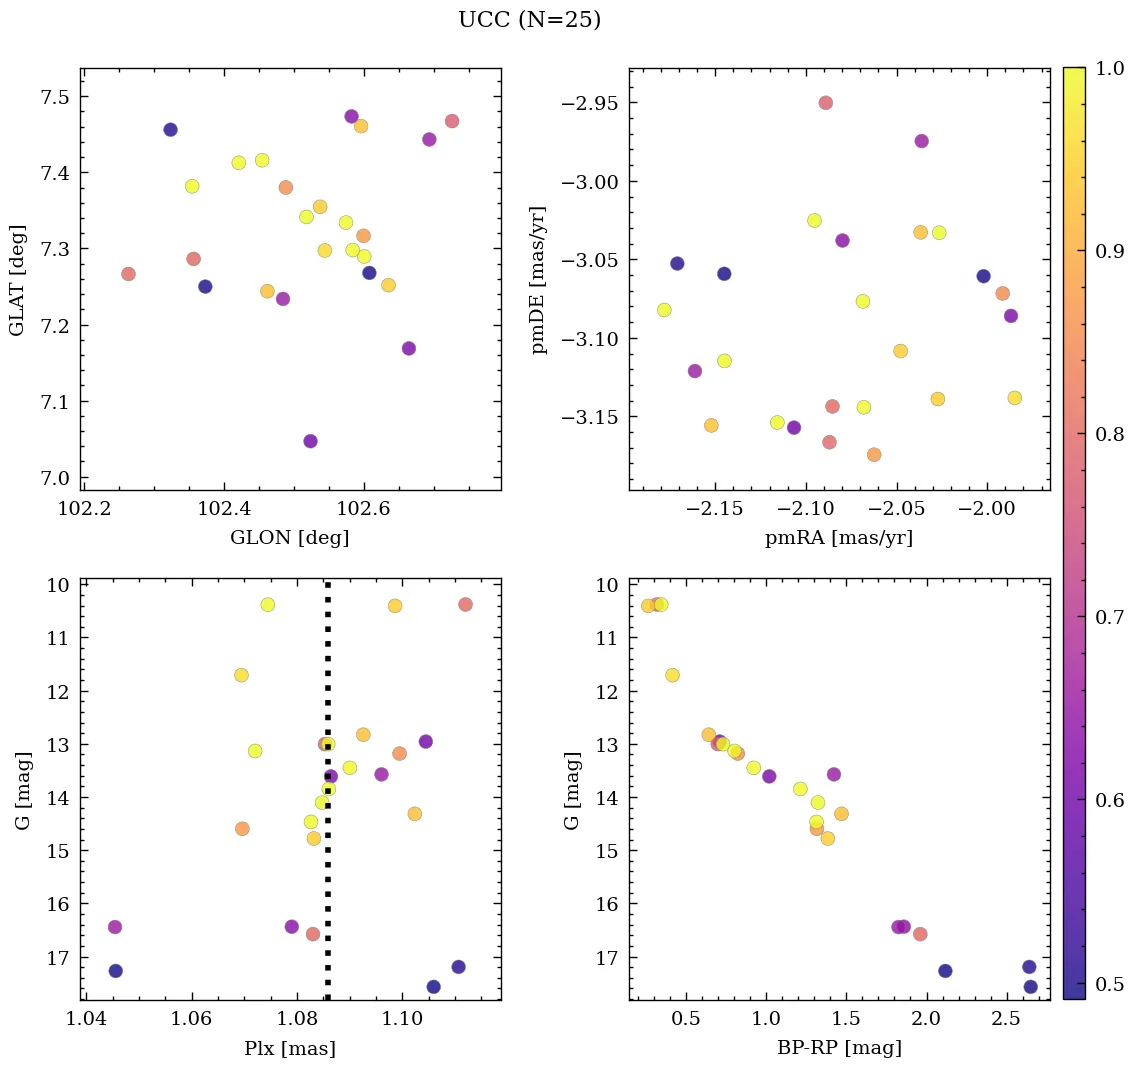 UCC (N=25)
7.5
7.4
7.3
7.2
7.1
7.0
GLAT [deg]
102.2 102.4 102.6
GLON [deg]
−2.95
−3.00
−3.05
−3.10
−3.15
pmDE [mas/yr]
−2.15 −2.10 −2.05 −2.00
pmRA [mas/yr]
10
11
12
13
14
15
16
17
G [mag]
1.04 1.06 1.08 1.10
Plx [mas]
10
11
12
13
14
15
16
17
G [mag]
0.5 1.0 1.5 2.0 2.5
BP-RP [mag]
1.0
0.9
0.8
0.7
0.6
0.5